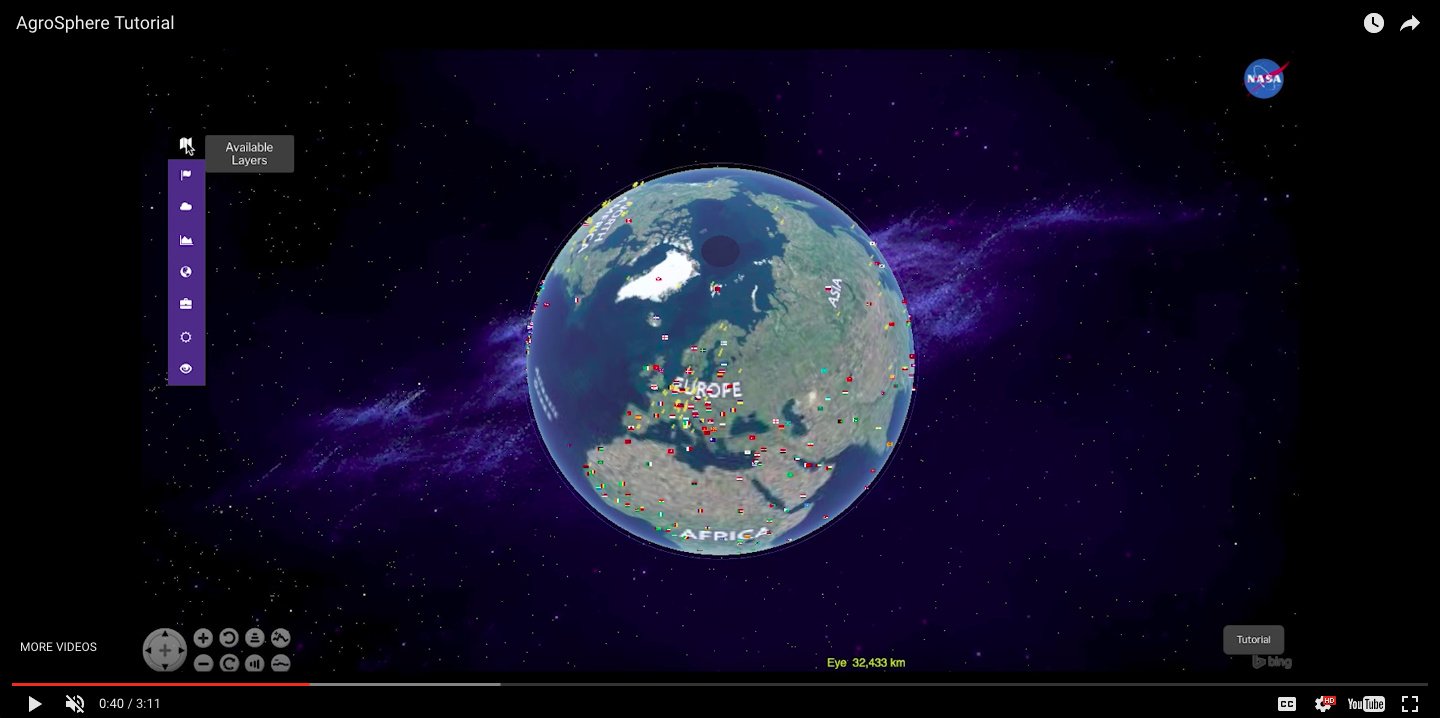 AgroSphere Tutorial
NASA
Available
Layers
ASIA
EUROPE
AFRICA
MORE VIDEOS
Tutorial
bing
Eye 32,433 km
0:40 / 3:11
CC
HD
YouTube